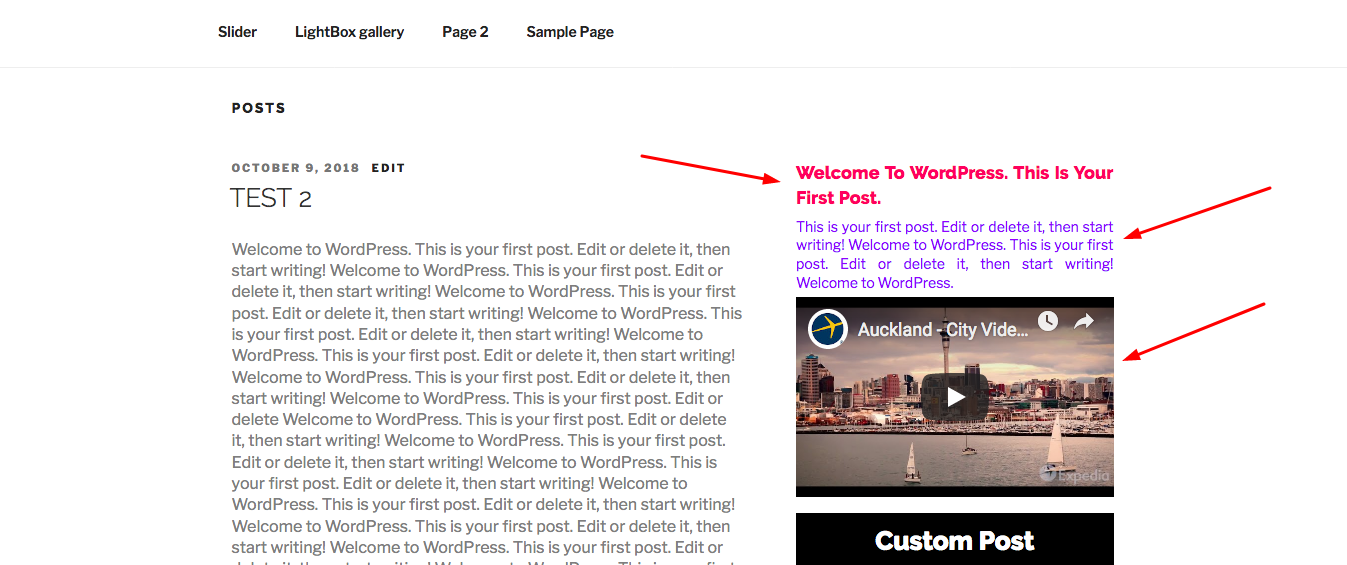 Slider LightBox gallery Page 2 Sample Page
POSTS
OCTOBER 9, 2018 EDIT
TEST 2
Welcome to WordPress. This is your first post. Edit or delete it, then
start writing! Welcome to WordPress. This is your first post. Edit or
delete it, then start writing! Welcome to WordPress. This is your first
post. Edit or delete it, then start writing! Welcome to WordPress. This
is your first post. Edit or delete it, then start writing! Welcome to
WordPress. This is your first post. Edit or delete it, then start writing!
Welcome to WordPress. This is your first post. Edit or delete it, then
start writing! Welcome to WordPress. This is your first post. Edit or
delete Welcome to WordPress. This is your first post. Edit or delete
it, then start writing! Welcome to WordPress. This is your first post.
Edit or delete it, then start writing! Welcome to WordPress. This is
your first post. Edit or delete it, then start writing! Welcome to
WordPress. This is your first post. Edit or delete it, then start writing!
Welcome to WordPress. This is your first post. Edit or delete it, then
start writing! Welcome to WordPress. This is your first post. Edit or
delete it, then start writing! Welcome to WordPress. This is your first
Welcome To WordPress. This Is Your
First Post.
This is your first post. Edit or delete it, then start
writing! Welcome to WordPress. This is your first
post. Edit or delete it, then start writing!
Welcome to WordPress.
Auckland - City Vide...
Expedia
Custom Post